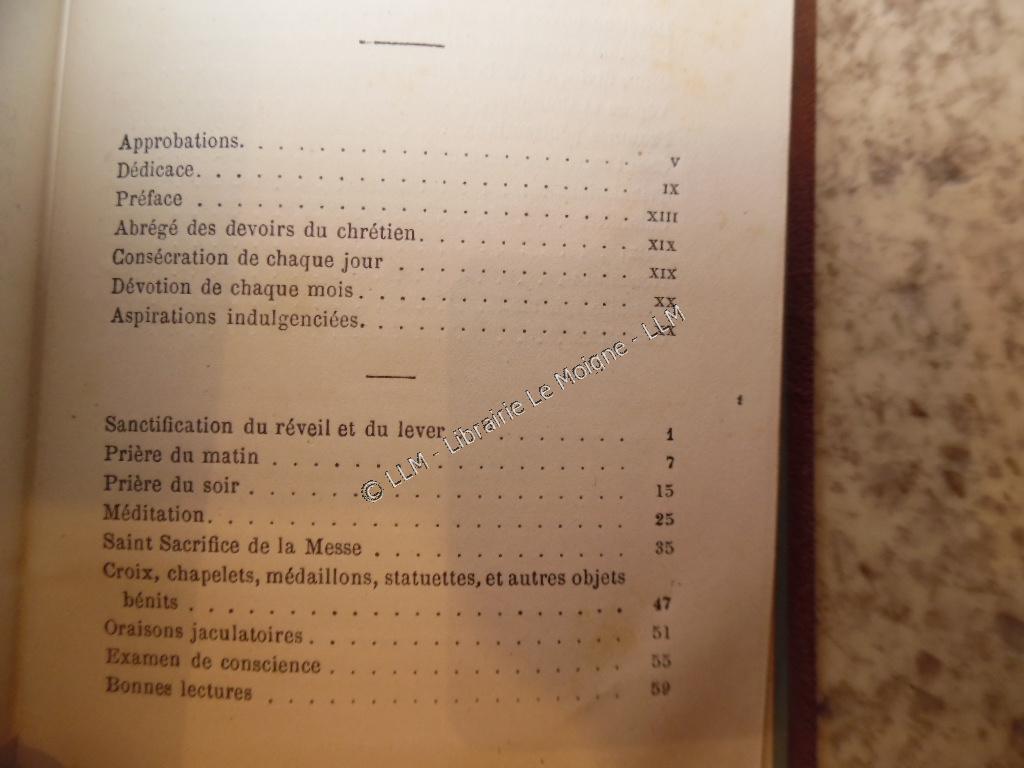 Approbations. . . . . . . . . . . . . . . . . . . . V
Dédicace. . . . . . . . . . . . . . . . . . . . . . IX
Préface . . . . . . . . . . . . . . . . . . . . . . XIII
Abrégé des devoirs du chrétien. . . . . . . . . . . XIX
Consécration de chaque jour . . . . . . . . . . . . XIX
Dévotion de chaque mois. . . . . . . . . . . . . . XX
Aspirations indulgenciées. . . . . . . . . . . . .
Sanctification du réveil et du lever . . . . . . . 1
Prière du matin . . . . . . . . . . . . . . . . . . 7
Prière du soir . . . . . . . . . . . . . . . . . . 15
Méditation. . . . . . . . . . . . . . . . . . . . . 25
Saint Sacrifice de la Messe . . . . . . . . . . . . 35
Croix, chapelets, médaillons, statuettes, et autres objets
bénits . . . . . . . . . . . . . . . . . . . . . . 47
Oraisons jaculatoires . . . . . . . . . . . . . . . 51
Examen de conscience . . . . . . . . . . . . . . . 55
Bonnes lectures . . . . . . . . . . . . . . . . . . 59
© LLM - Librairie Le Moigne - LLM